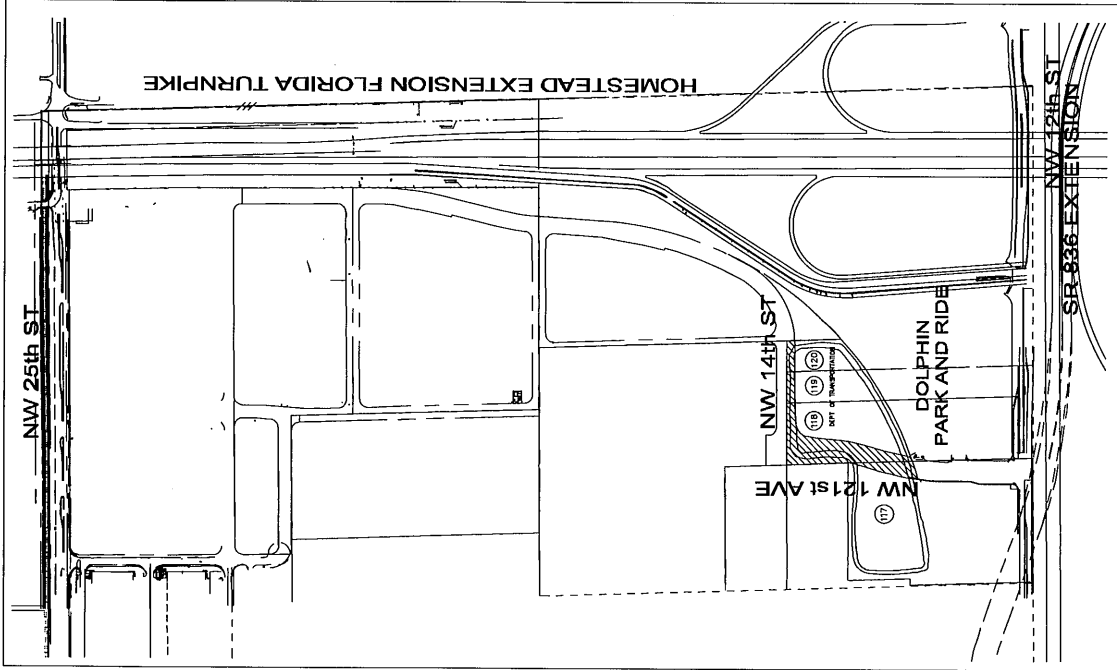 HOMESTEAD EXTENSION FLORIDA TURNPIKE
NW 25th ST
NW 12th ST
SR 836 EXTENSION
NW 14th ST
DOLPHIN
PARK AND RIDE
118
119
120
DEPT OF TRANSPORTATION
NW 121st AVE
117